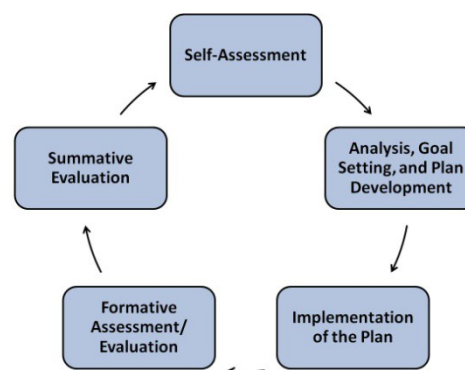 Self-Assessment
Analysis, Goal
Setting, and Plan
Development
Implementation
of the Plan
Formative
Assessment/
Evaluation
Summative
Evaluation